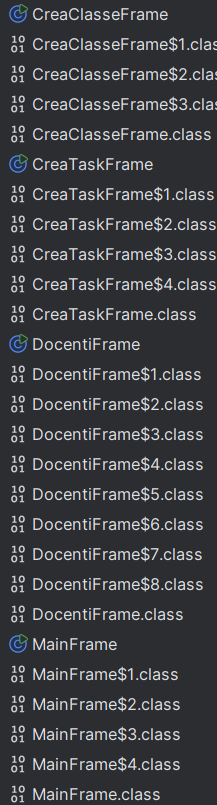 CreaClasseFrame
CreaClasseFrame$1.clas
CreaClasseFrame$2.clas
CreaClasseFrame$3.clas
CreaClasseFrame.class
CreaTaskFrame
CreaTaskFrame$1.class
CreaTaskFrame$2.class
CreaTaskFrame$3.class
CreaTaskFrame$4.class
CreaTaskFrame.class
DocentiFrame
DocentiFrame$1.class
DocentiFrame$2.class
DocentiFrame$3.class
DocentiFrame$4.class
DocentiFrame$5.class
DocentiFrame$6.class
DocentiFrame$7.class
DocentiFrame$8.class
DocentiFrame.class
MainFrame
MainFrame$1.class
MainFrame$2.class
MainFrame$3.class
MainFrame$4.class
MainFrame.class